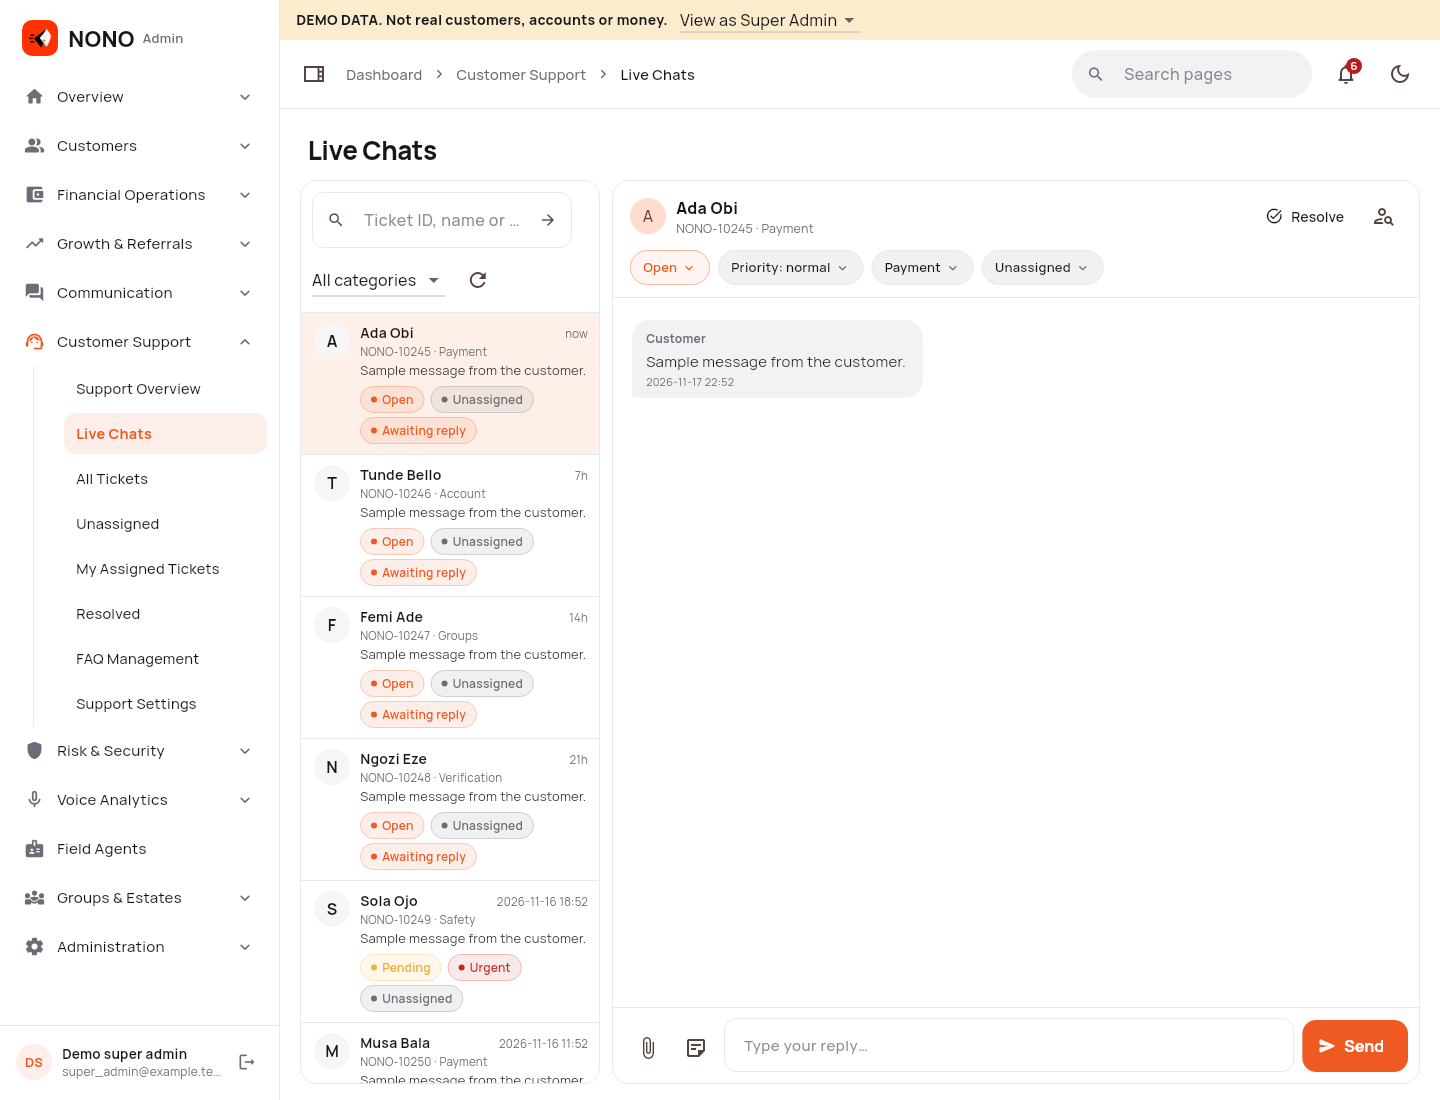 DEMO DATA. Not real customers, accounts or money.
View as Super Admin
NONO Admin
Overview
Customers
Financial Operations
Growth & Referrals
Communication
Customer Support
Support Overview
Live Chats
All Tickets
Unassigned
My Assigned Tickets
Resolved
FAQ Management
Support Settings
Risk & Security
Voice Analytics
Field Agents
Groups & Estates
Administration
DS
Demo super admin
super_admin@example.te…
Dashboard
Customer Support
Live Chats
Search pages
6
Live Chats
Ticket ID, name or …
All categories
A
Ada Obi
now
NONO-10245 · Payment
Sample message from the customer.
Open
Unassigned
Awaiting reply
T
Tunde Bello
7h
NONO-10246 · Account
Sample message from the customer.
Open
Unassigned
Awaiting reply
F
Femi Ade
14h
NONO-10247 · Groups
Sample message from the customer.
Open
Unassigned
Awaiting reply
N
Ngozi Eze
21h
NONO-10248 · Verification
Sample message from the customer.
Open
Unassigned
Awaiting reply
S
Sola Ojo
2026-11-16 18:52
NONO-10249 · Safety
Sample message from the customer.
Pending
Urgent
Unassigned
M
Musa Bala
2026-11-16 11:52
NONO-10250 · Payment
Sample message from the customer.
A
Ada Obi
NONO-10245 · Payment
Resolve
Open
Priority: normal
Payment
Unassigned
Customer
Sample message from the customer.
2026-11-17 22:52
Type your reply…
Send